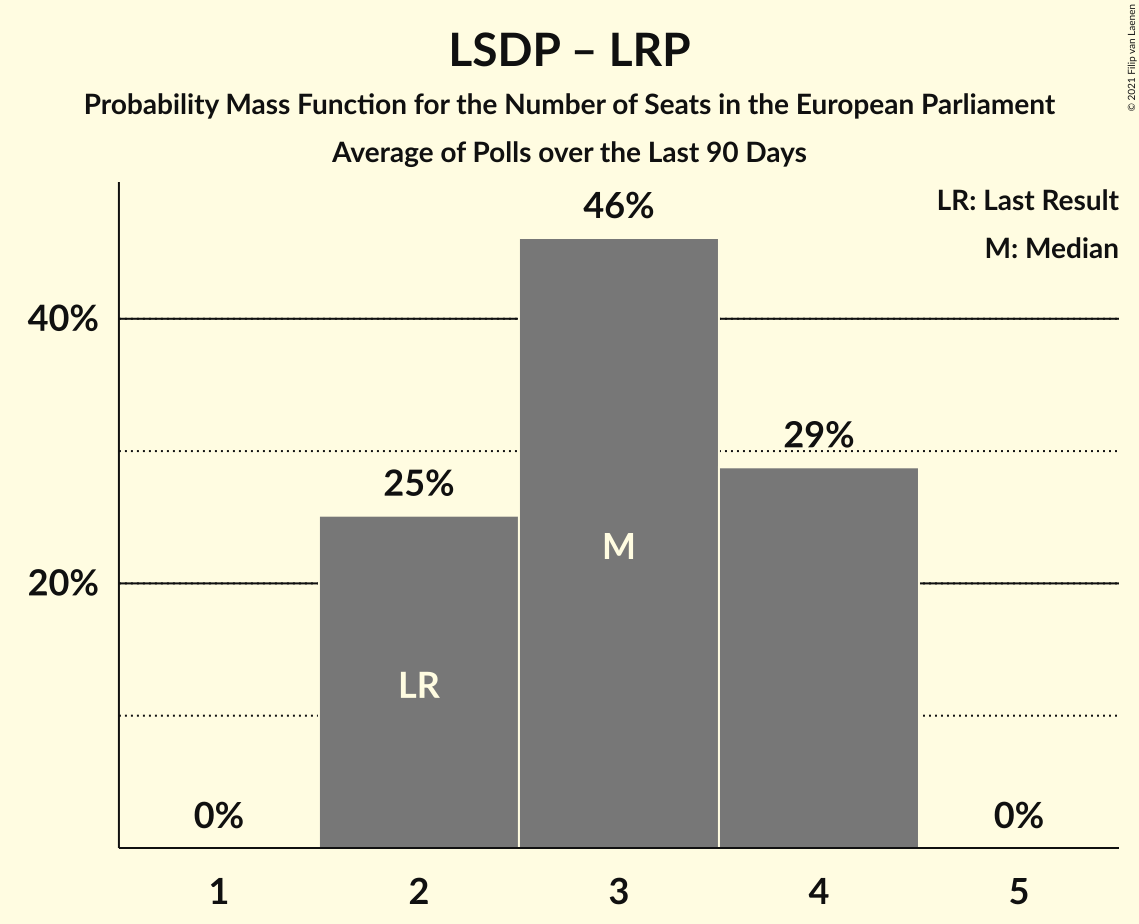 LSDP – LRP
Probability Mass Function for the Number of Seats in the European Parliament
Average of Polls over the Last 90 Days
© 2021 Filip van Laenen
LR: Last Result
M: Median
46%
40%
29%
25%
M
20%
LR
0%
0%
1 2 3 4 5